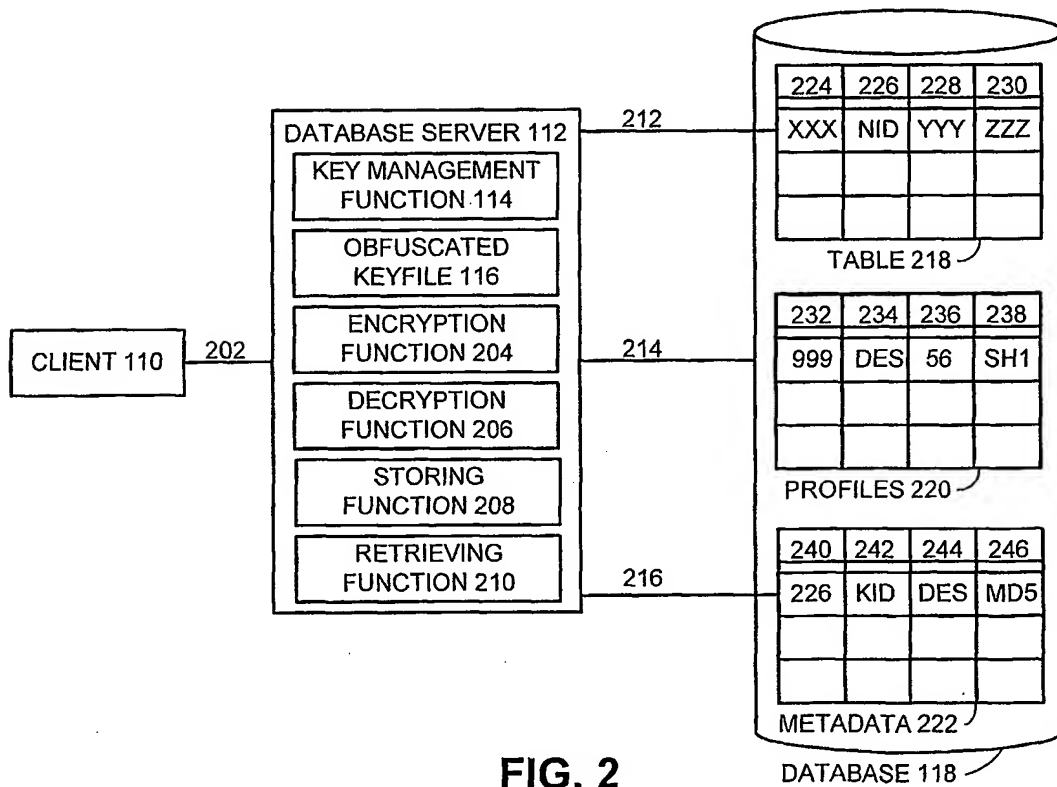 CLIENT 110
202
DATABASE SERVER 112
KEY MANAGEMENT
FUNCTION 114
OBFUSCATED
KEYFILE 116
ENCRYPTION
FUNCTION 204
DECRYPTION
FUNCTION 206
STORING
FUNCTION 208
RETRIEVING
FUNCTION 210
212
214
216
224 226 228 230
XXX NID YYY ZZZ
TABLE 218
232 234 236 238
999 DES 56 SH1
PROFILES 220
240 242 244 246
226 KID DES MD5
METADATA 222
DATABASE 118
FIG. 2